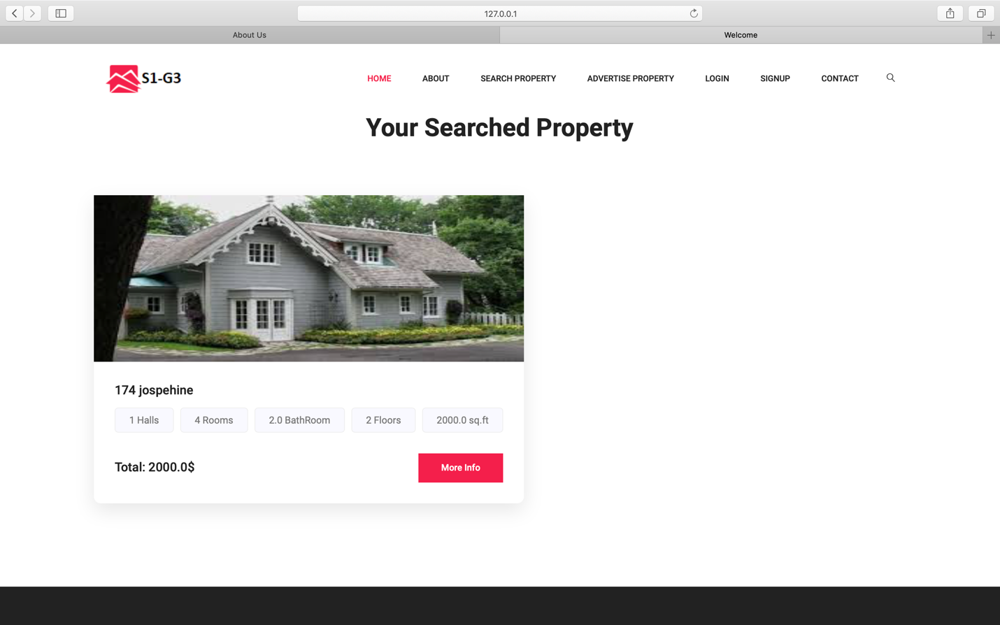 127.0.0.1
About Us
Welcome
S1-G3
HOME
ABOUT
SEARCH PROPERTY
ADVERTISE PROPERTY
LOGIN
SIGNUP
CONTACT
Your Searched Property
174 jospehine
1 Halls
4 Rooms
2.0 BathRoom
2 Floors
2000.0 sq.ft
Total: 2000.0$
More Info